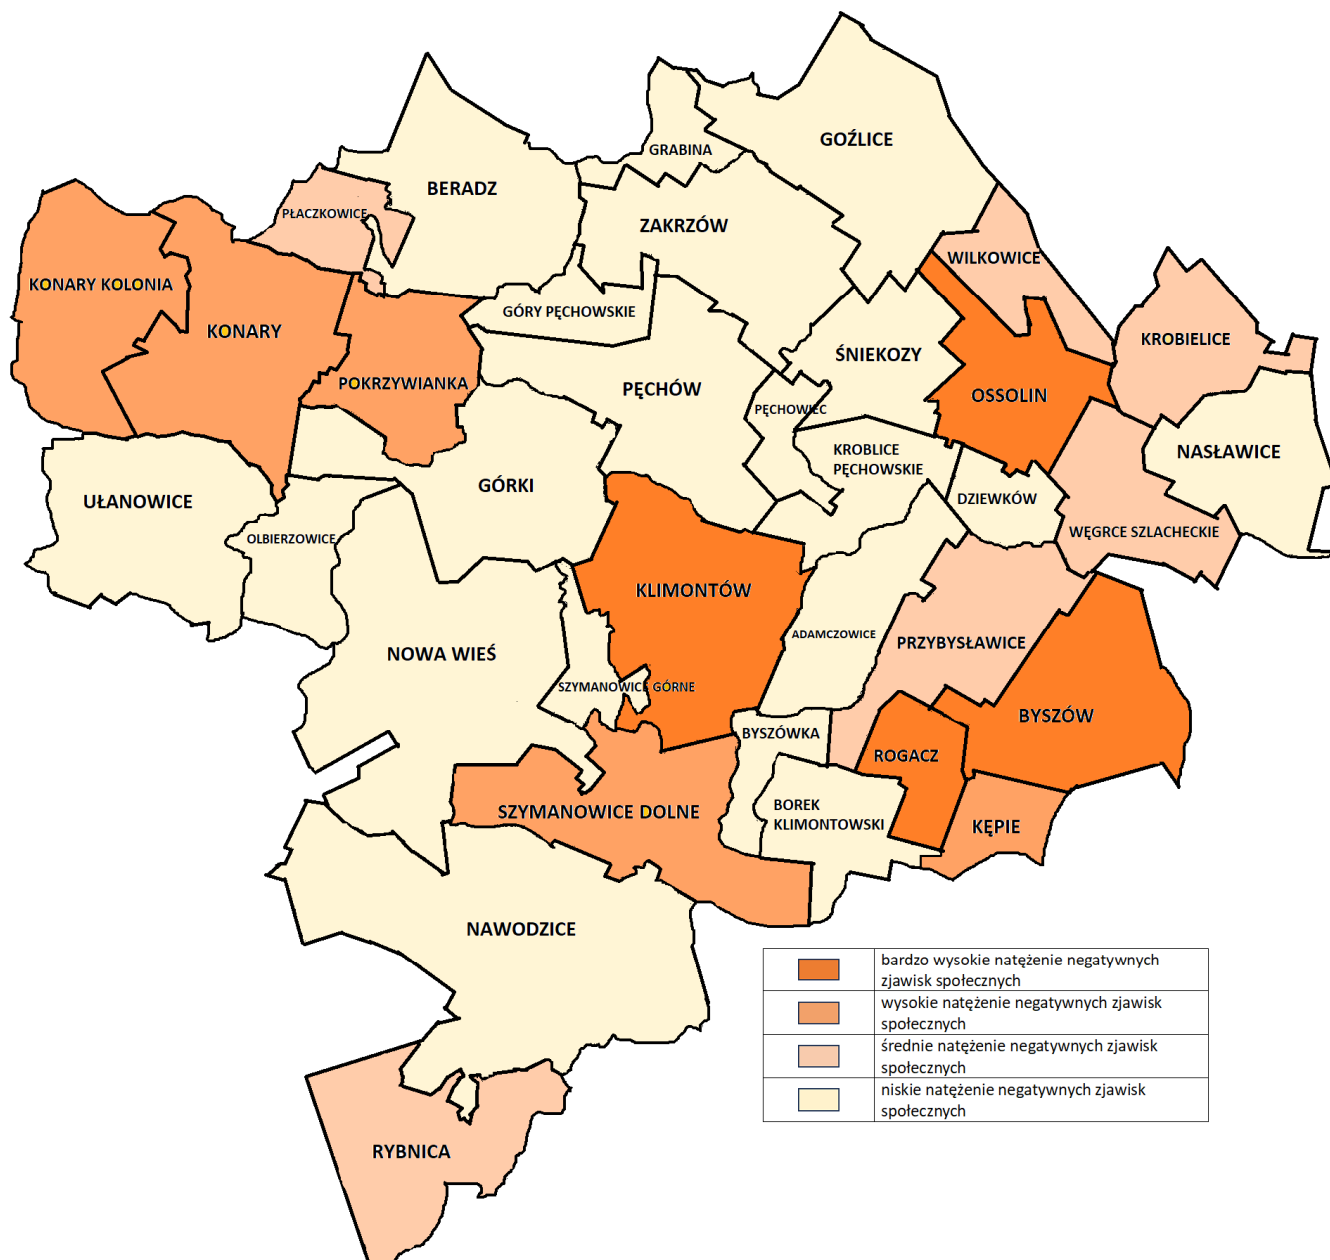 GOŹLICE
GRABINA
BERADZ
PŁACZKOWICE
ZAKRZÓW
WILKOWICE
KONARY KOLONIA
GÓRY PĘCHOWSKIE
KONARY
KROBIELICE
ŚNIEKOZY
POKRZYWIANKA
PĘCHÓW
OSSOLIN
PĘCHOWIEC
KROBLICE
PĘCHOWSKIE
NASŁAWICE
GÓRKI
UŁANOWICE
DZIEWKÓW
OLBIERZOWICE
WĘGRCE SZLACHECKIE
KLIMONTÓW
ADAMCZOWICE
PRZYBYSŁAWICE
NOWA WIEŚ
SZYMANOWICE GÓRNE
BYSZÓW
BYSZÓWKA
ROGACZ
SZYMANOWICE DOLNE
BOREK
KLIMONTOWSKI
KĘPIE
NAWODZICE
bardzo wysokie natężenie negatywnych
zjawisk społecznych
wysokie natężenie negatywnych zjawisk
społecznych
średnie natężenie negatywnych zjawisk
społecznych
niskie natężenie negatywnych zjawisk
społecznych
RYBNICA